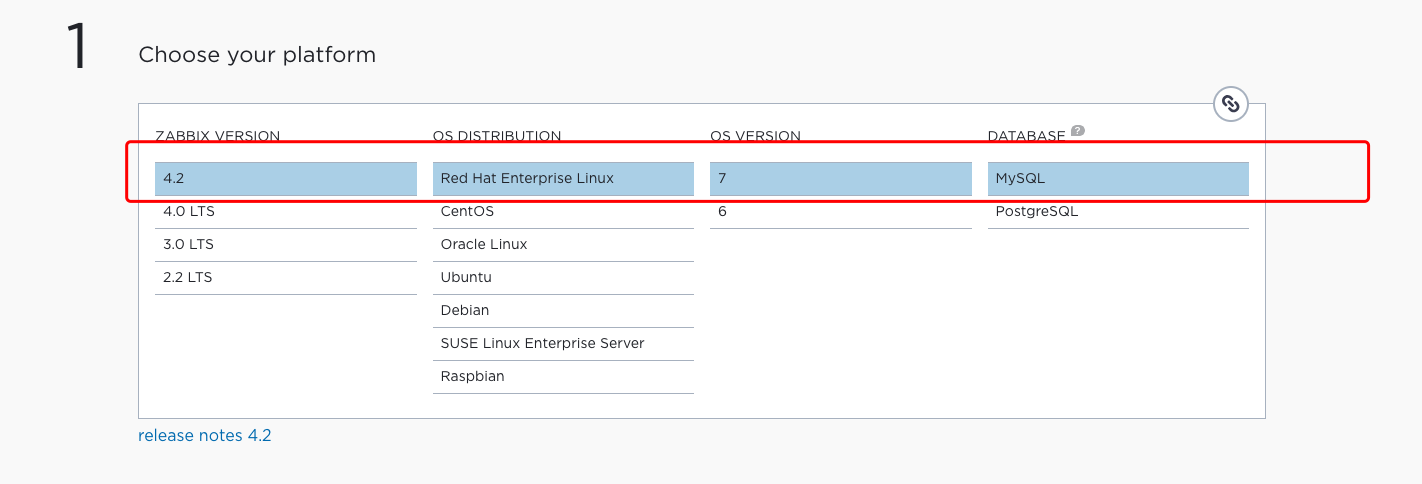 1
Choose your platform
ZABBIX VERSION OS DISTRIBUTION OS VERSION DATABASE ?
4.2 Red Hat Enterprise Linux 7 MySQL
4.0 LTS CentOS 6 PostgreSQL
3.0 LTS Oracle Linux
2.2 LTS Ubuntu
Debian
SUSE Linux Enterprise Server
Raspbian
release notes 4.2